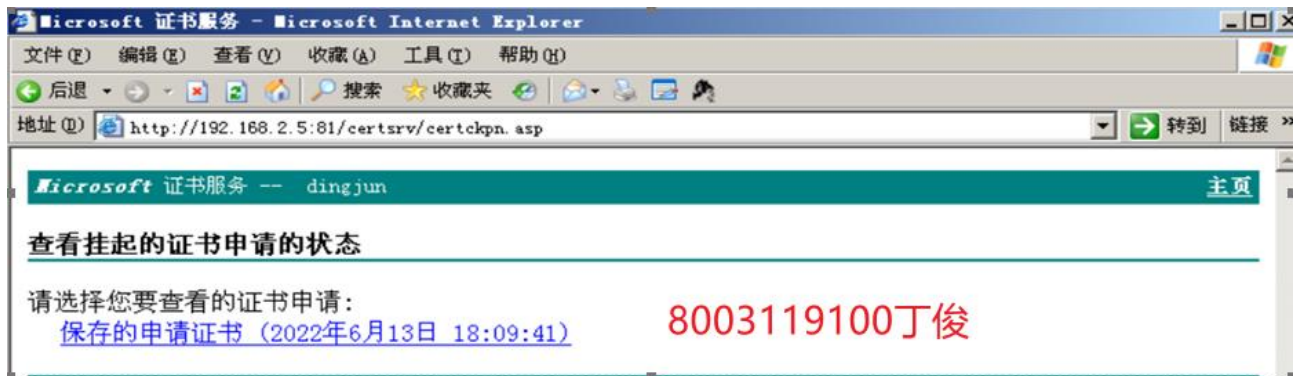 Microsoft 证书服务 - Microsoft Internet Explorer
文件(F) 编辑(E) 查看(V) 收藏(A) 工具(T) 帮助(H)
后退 搜索 收藏夹
地址(D) http://192.168.2.5:81/certsrv/certckpn.asp 转到 链接 »
Microsoft 证书服务 -- dingjun 主页
查看挂起的证书申请的状态
请选择您要查看的证书申请:
保存的申请证书 (2022年6月13日 18:09:41) 8003119100丁俊